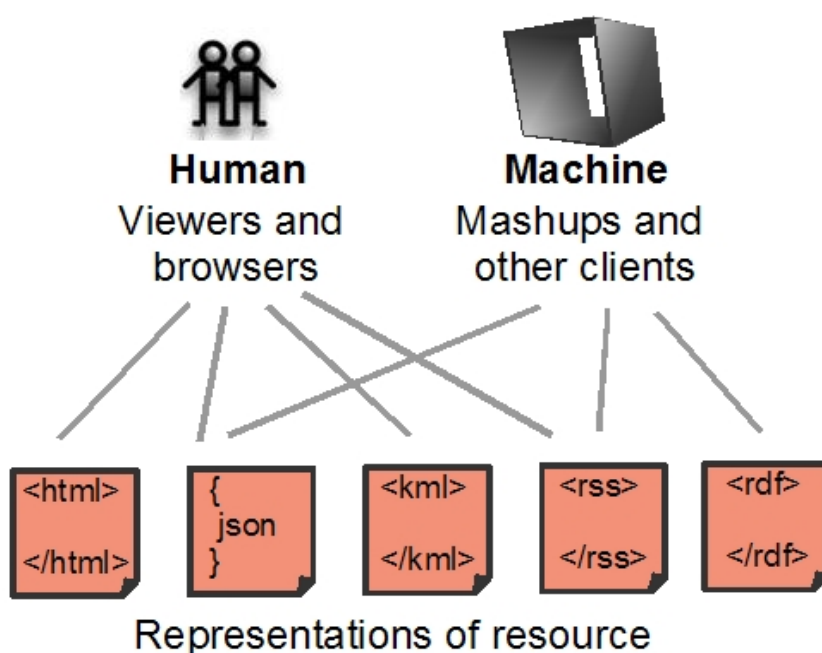 Human
Viewers and
browsers
Machine
Mashups and
other clients
<html>
</html>
{
json
}
<kml>
</kml>
<rss>
</rss>
<rdf>
</rdf>
Representations of resource